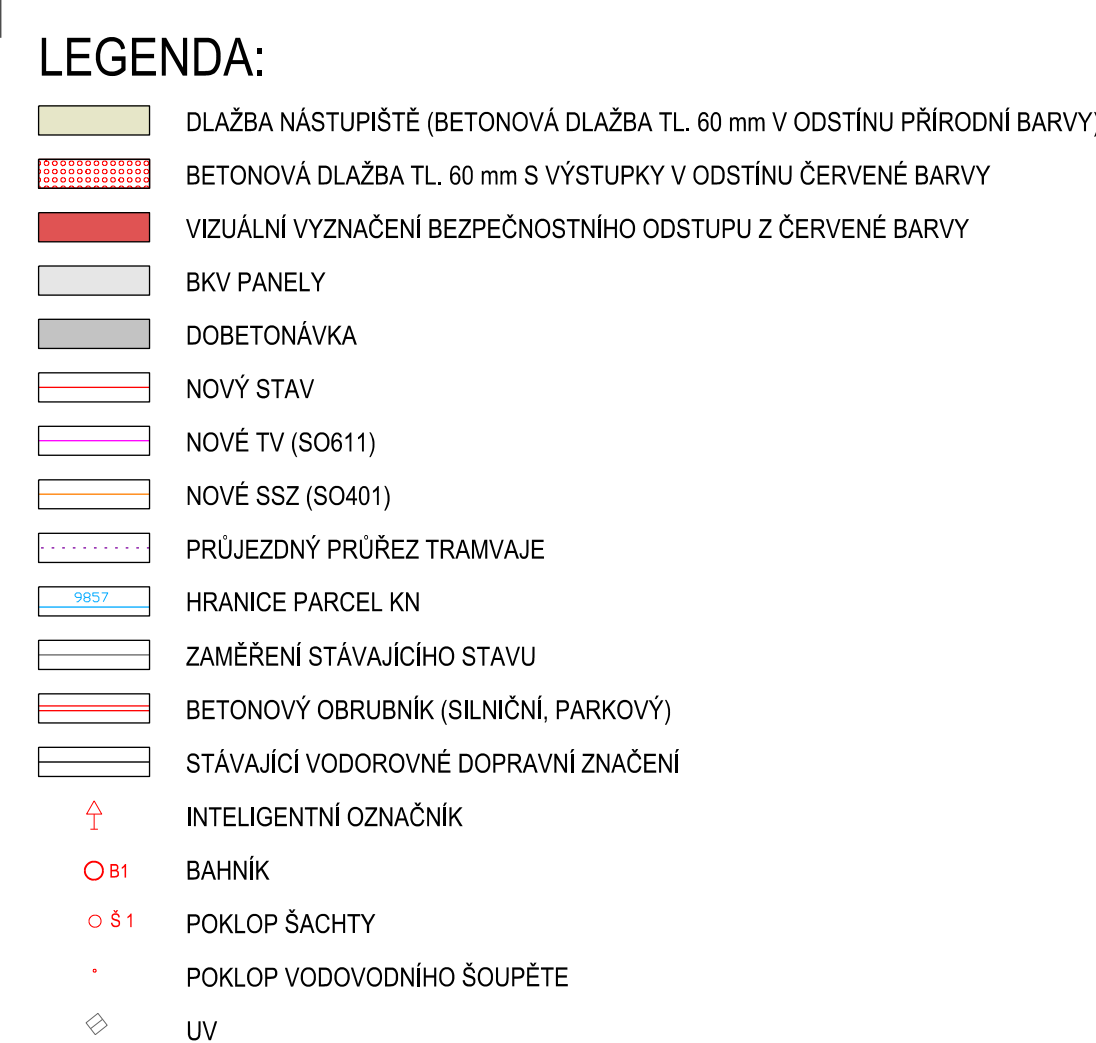 LEGENDA:
DLAŽBA NÁSTUPIŠTĚ (BETONOVÁ DLAŽBA TL. 60 mm V ODSTÍNU PŘÍRODNÍ BARVY)
BETONOVÁ DLAŽBA TL. 60 mm S VÝSTUPKY V ODSTÍNU ČERVENÉ BARVY
VIZUÁLNÍ VYZNAČENÍ BEZPEČNOSTNÍHO ODSTUPU Z ČERVENÉ BARVY
BKV PANELY
DOBETONÁVKA
NOVÝ STAV
NOVÉ TV (SO611)
NOVÉ SSZ (SO401)
PRŮJEZDNÝ PRŮŘEZ TRAMVAJE
9857 HRANICE PARCEL KN
ZAMĚŘENÍ STÁVAJÍCÍHO STAVU
BETONOVÝ OBRUBNÍK (SILNIČNÍ, PARKOVÝ)
STÁVAJÍCÍ VODOROVNÉ DOPRAVNÍ ZNAČENÍ
INTELIGENTNÍ OZNAČNÍK
B1 BAHNÍK
Š 1 POKLOP ŠACHTY
POKLOP VODOVODNÍHO ŠOUPĚTE
UV